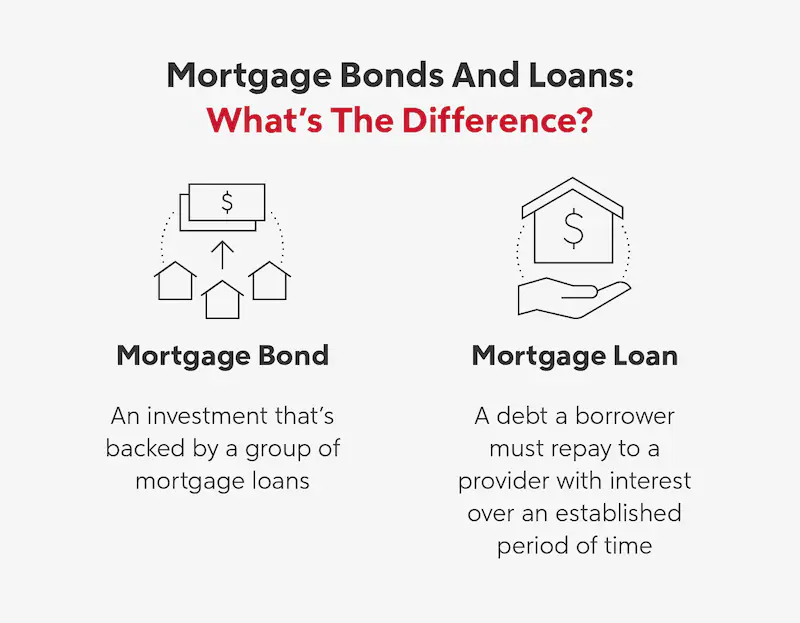 Mortgage Bonds And Loans:
What's The Difference?
$
$
Mortgage Bond
An investment that's
backed by a group of
mortgage loans
Mortgage Loan
A debt a borrower
must repay to a
provider with interest
over an established
period of time